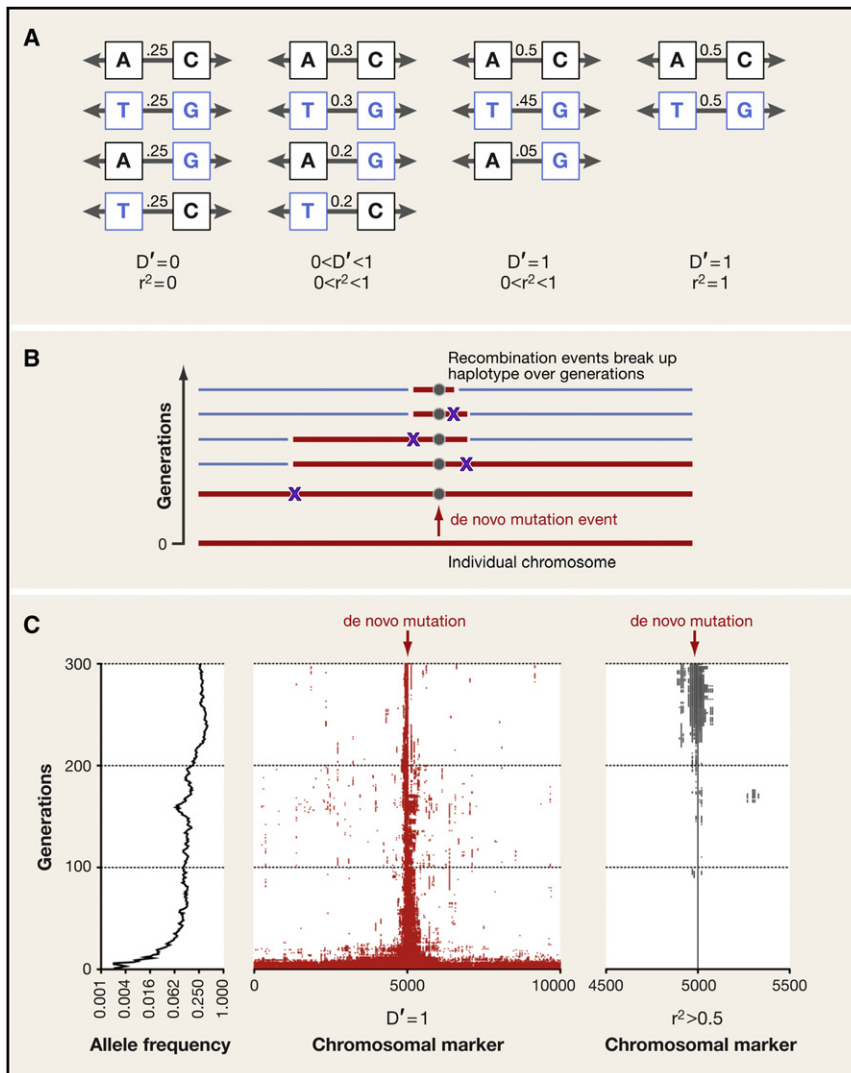 A
A .25 C A 0.3 C A 0.5 C A 0.5 C
T .25 G T 0.3 G T .45 G T 0.5 G
A .25 G A 0.2 G A .05 G
T .25 C T 0.2 C
D′=0 0<D′<1 D′=1 D′=1
r²=0 0<r²<1 0<r²<1 r²=1
B
Recombination events break up
haplotype over generations
Generations
X
X
X
X
de novo mutation event
0
Individual chromosome
C
de novo mutation de novo mutation
Generations
300
200
100
0
0.001 0.004 0.016 0.062 0.250 1.000
0 5000 10000
4500 5000 5500
D′=1 r²>0.5
Allele frequency Chromosomal marker Chromosomal marker